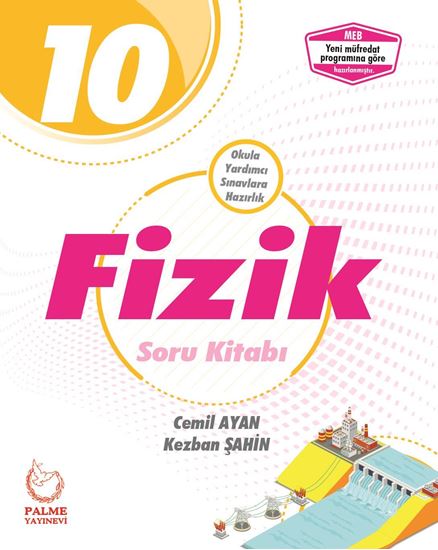 10
MEB
Yeni müfredat
programına göre
hazırlanmıştır.
Okula
Yardımcı
Sınavlara
Hazırlık
Fizik
Soru Kitabı
Cemil AYAN
Kezban ŞAHİN
PALME
YAYINEVİ